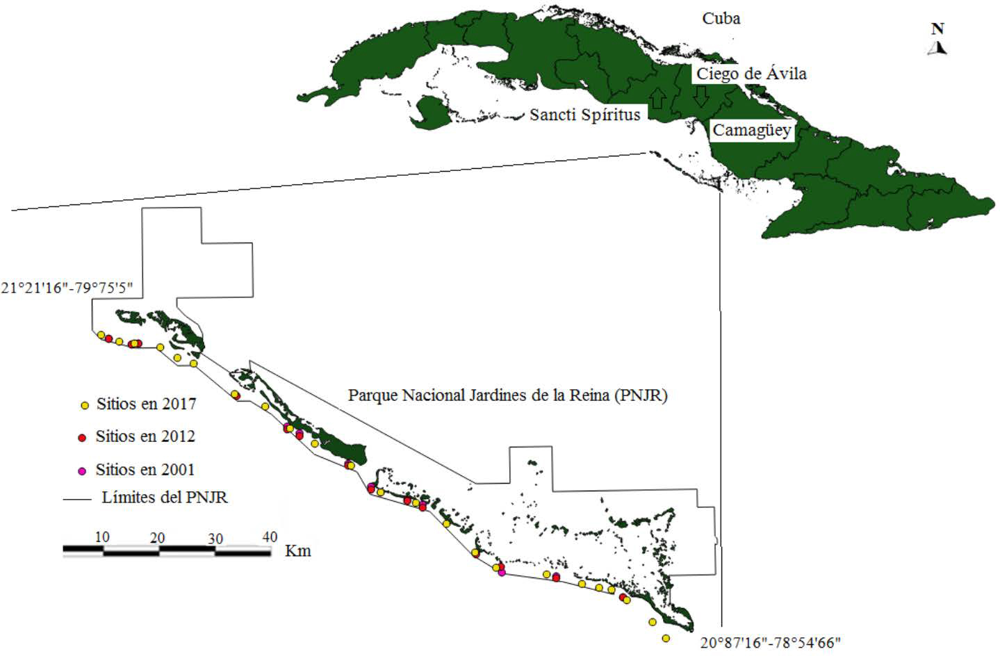 Cuba
N
Ciego de Ávila
Sancti Spíritus
Camagüey
21°21'16"-79°75'5"
Parque Nacional Jardines de la Reina (PNJR)
Sitios en 2017
Sitios en 2012
Sitios en 2001
Límites del PNJR
10 20 30 40
Km
20°87'16"-78°54'66"